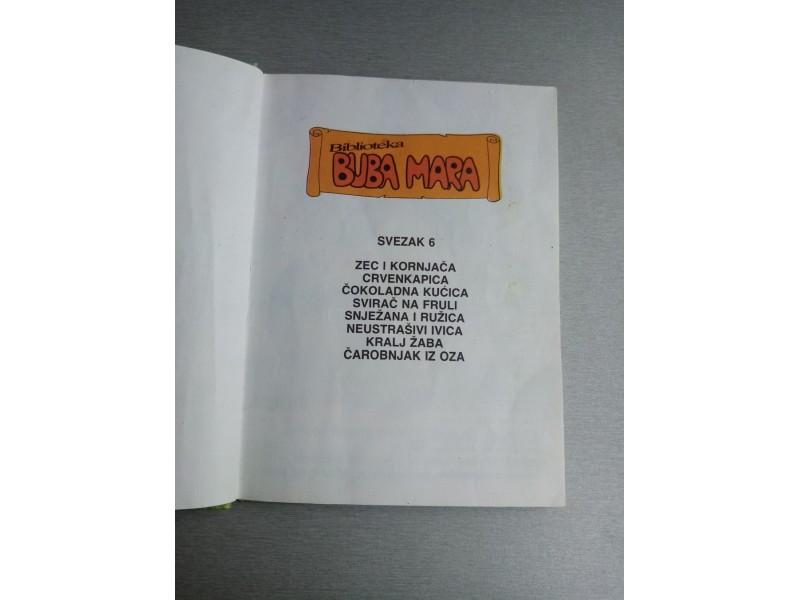 Biblioteka
BUBA MARA
SVEZAK 6
ZEC I KORNJAČA
CRVENKAPICA
ČOKOLADNA KUĆICA
SVIRAČ NA FRULI
SNJEŽANA I RUŽICA
NEUSTRAŠIVI IVICA
KRALJ ŽABA
ČAROBNJAK IZ OZA